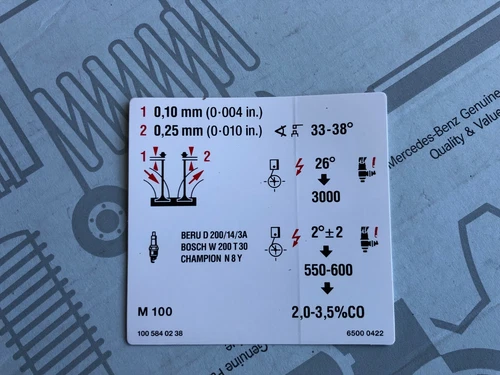 1 0,10 mm (0·004 in.)
2 0,25 mm (0·010 in.)
33-38°
1 2
26°
3000
BERU D 200/14/3A
BOSCH W 200 T 30
CHAMPION N 8 Y
2°±2
550-600
M 100
2,0-3,5%CO
100 584 02 38
6500 0422
Mercedes-Benz Genuine
Quality & Value
Genuine